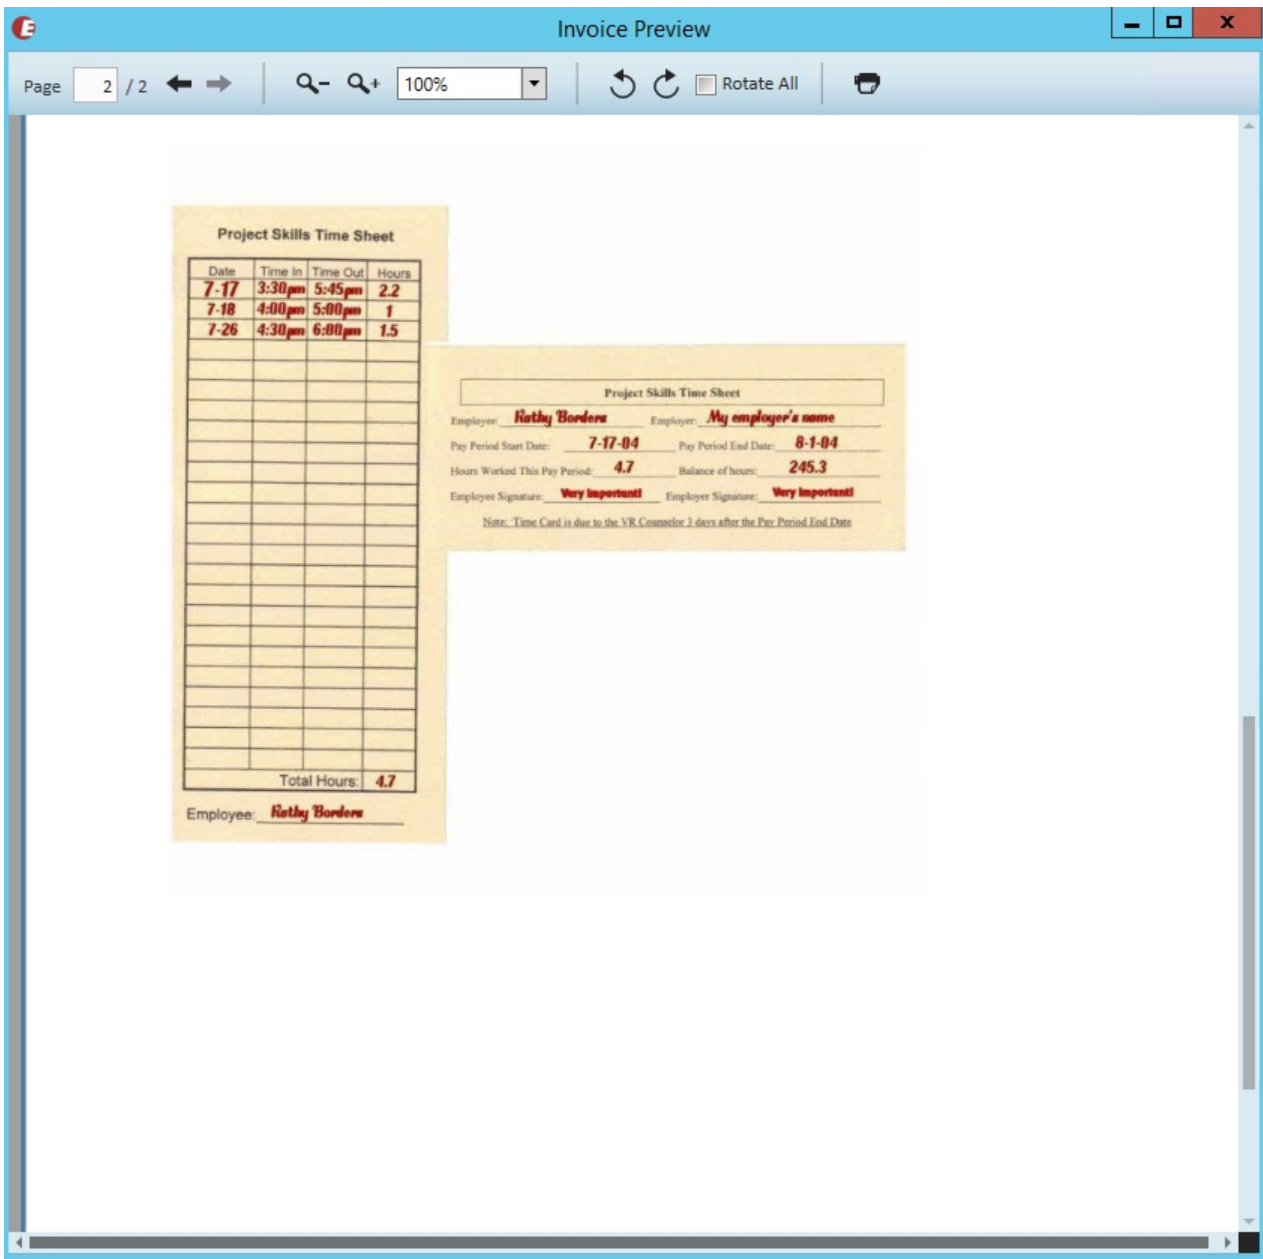 Invoice Preview
Page 2 / 2 100% Rotate All
Project Skills Time Sheet
Date Time In Time Out Hours
7-17 3:30pm 5:45pm 2.2
7-18 4:00pm 5:00pm 1
7-26 4:30pm 6:00pm 1.5
Total Hours: 4.7
Employee: Kathy Borders
Project Skills Time Sheet
Employee: Kathy Borders Employer: My employer's name
Pay Period Start Date: 7-17-04 Pay Period End Date: 8-1-04
Hours Worked This Pay Period: 4.7 Balance of hours: 245.3
Employee Signature: Very Important! Employer Signature: Very Important!
Note: Time Card is due to the VR Counselor 3 days after the Pay Period End Date